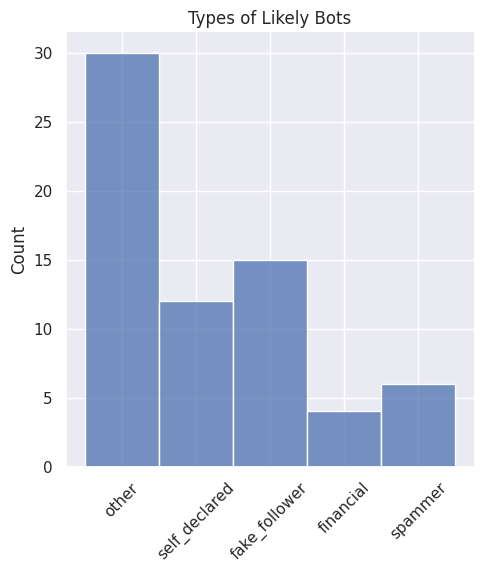 Types of Likely Bots
Count
30
25
20
15
10
5
0
other
self_declared
fake_follower
financial
spammer